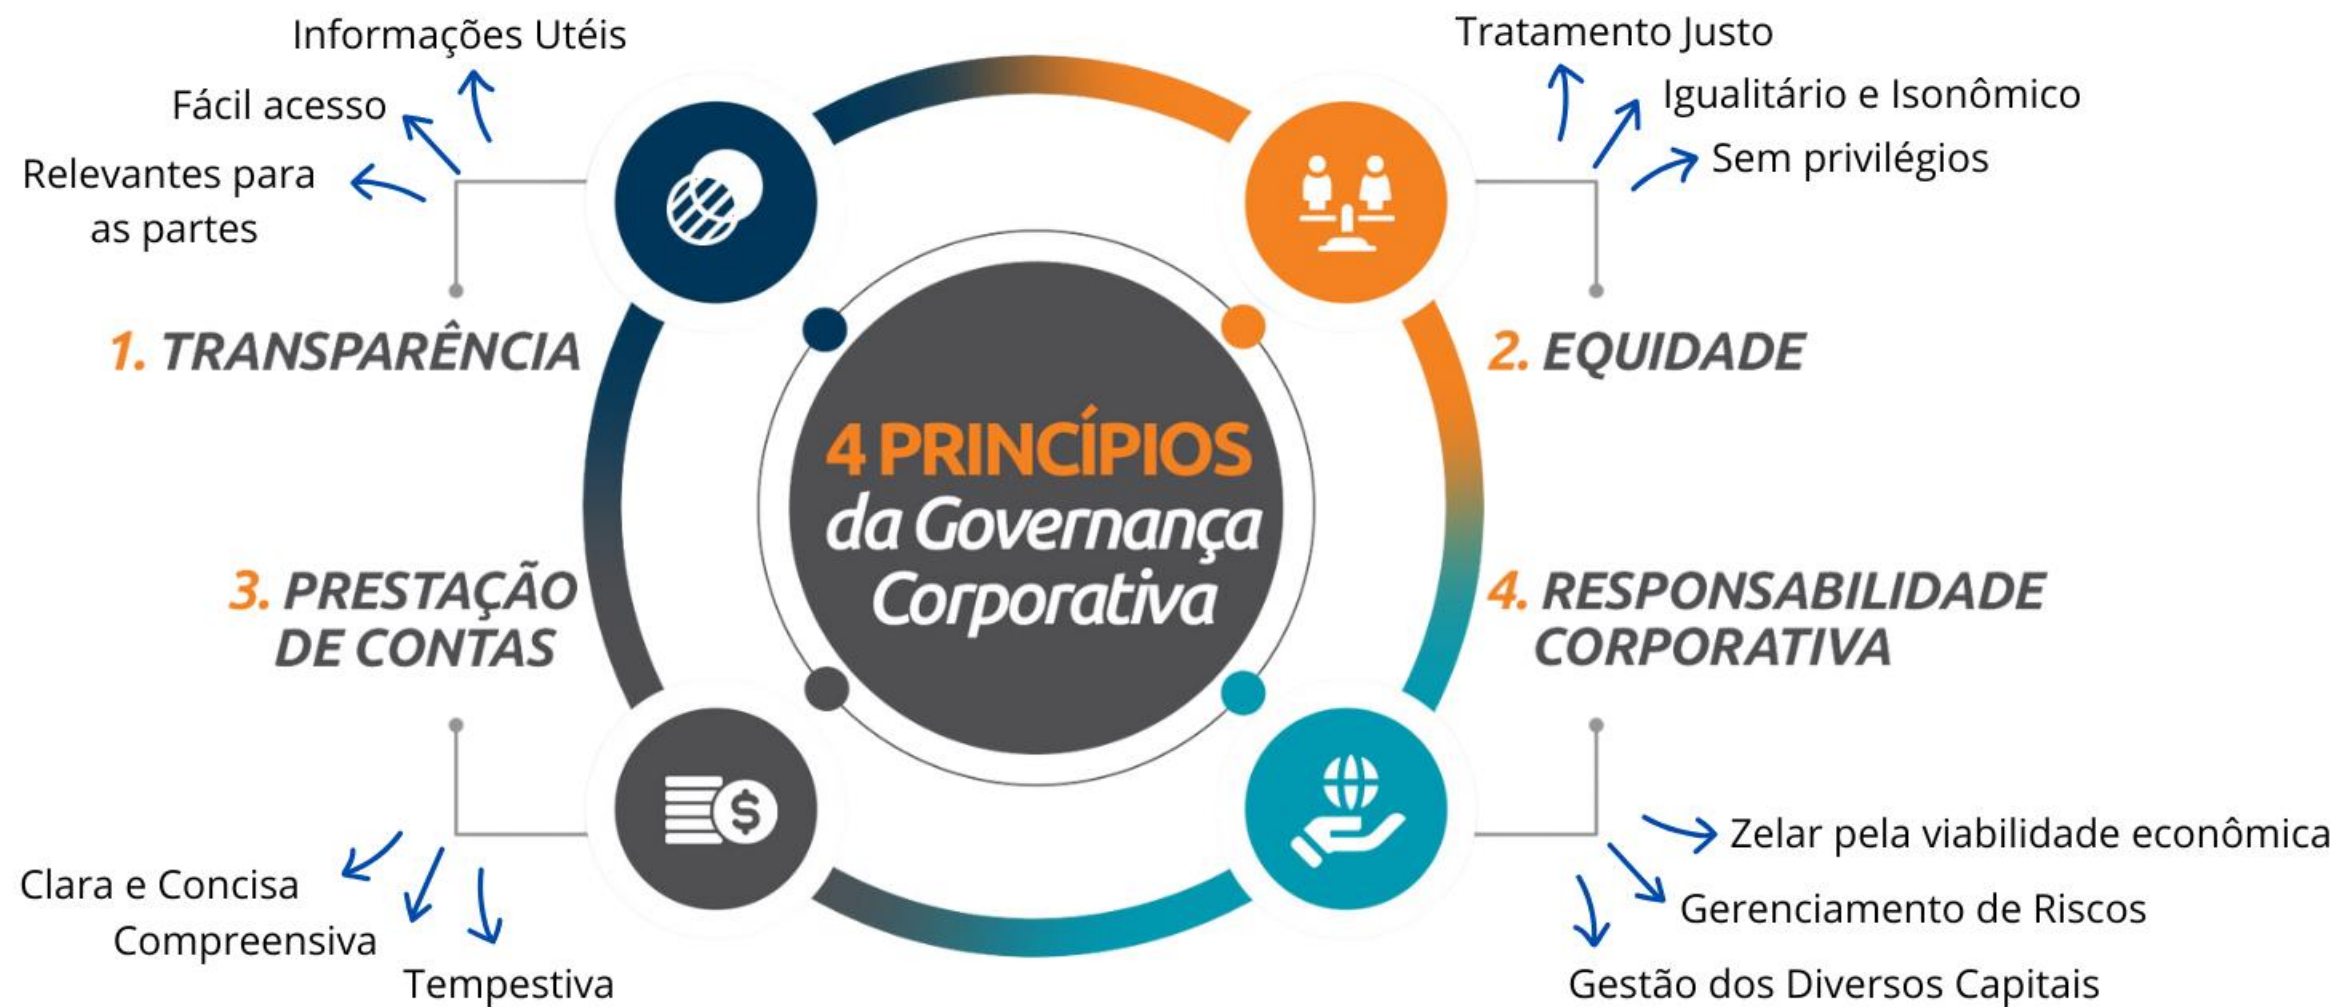 Informações Utéis
Fácil acesso
Relevantes para
as partes
1. TRANSPARÊNCIA
Tratamento Justo
Igualitário e Isonômico
Sem privilégios
2. EQUIDADE
4 PRINCÍPIOS
da Governança
Corporativa
3. PRESTAÇÃO
DE CONTAS
$
Clara e Concisa
Compreensiva
Tempestiva
4. RESPONSABILIDADE
CORPORATIVA
Zelar pela viabilidade econômica
Gerenciamento de Riscos
Gestão dos Diversos Capitais